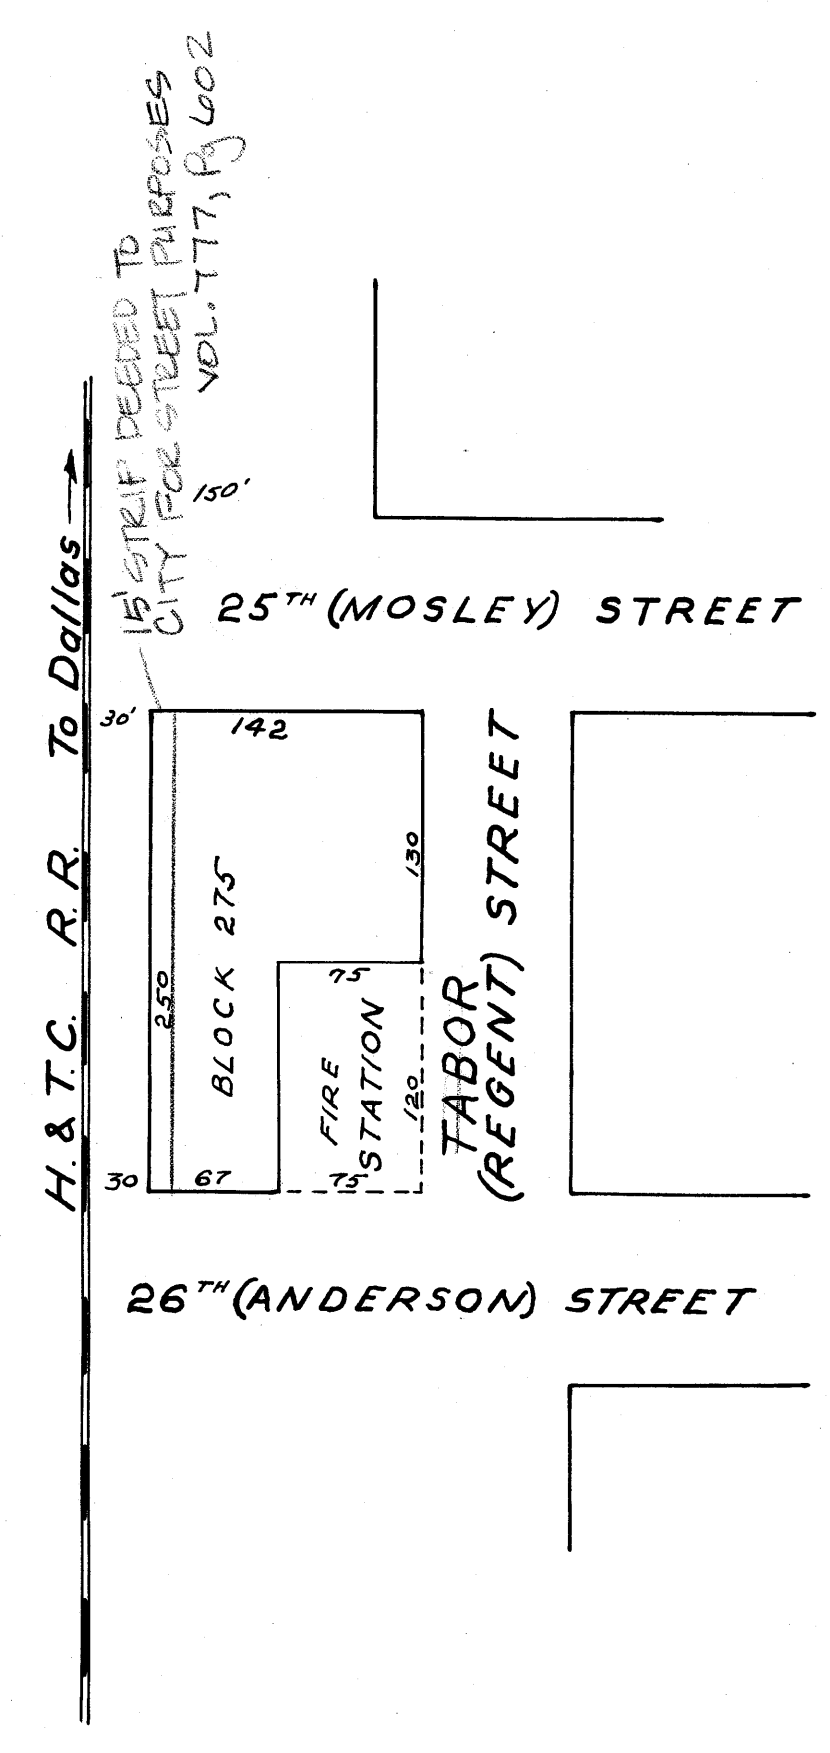 15' STRIP DEEDED TO
CITY FOR STREET PURPOSES
VOL. 777, Pg 602
150'
25TH (MOSLEY) STREET
30'
142
H. & T.C. R.R. To Dallas
250
BLOCK 275
130
75
FIRE
STATION
120
TABOR
(REGENT) STREET
30
67
75
26TH (ANDERSON) STREET